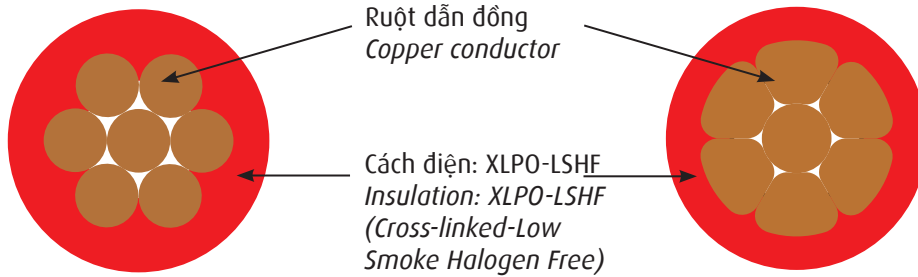 Ruột dẫn đồng
Copper conductor
Cách điện: XLPO-LSHF
Insulation: XLPO-LSHF
(Cross-linked-Low
Smoke Halogen Free)